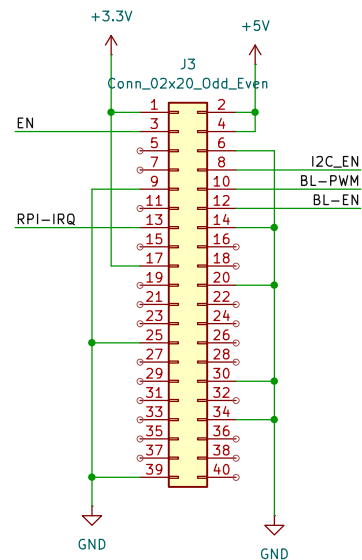 +3.3V
+5V
J3
Conn_02x20_Odd_Even
1 2
EN 3 4
5 6
7 8 I2C_EN
9 10 BL-PWM
11 12 BL-EN
RPI-IRQ 13 14
15 16
17 18
19 20
21 22
23 24
25 26
27 28
29 30
31 32
33 34
35 36
37 38
39 40
GND
GND